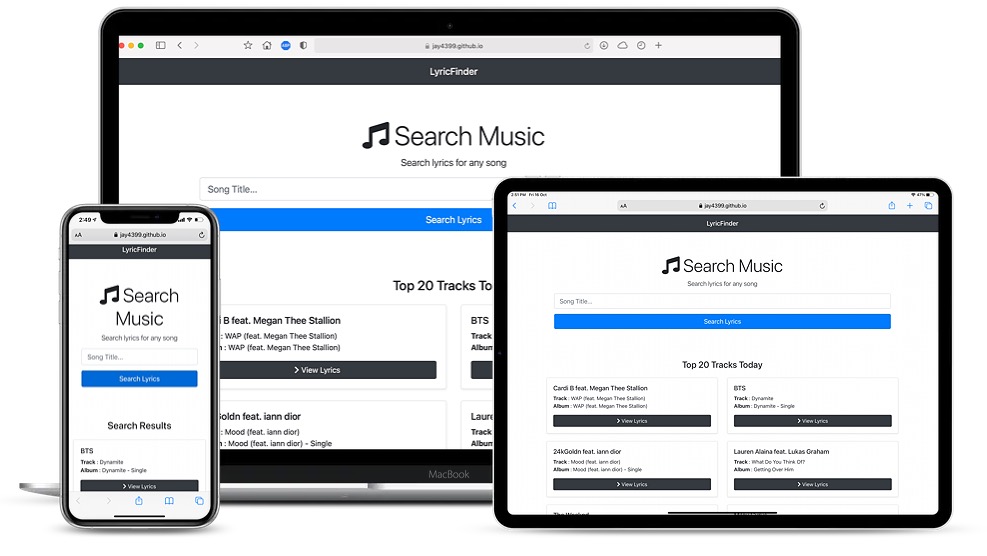 jay4399.github.io
LyricFinder
Search Music
Search lyrics for any song
Song Title...
Search Lyrics
Top 20 Tracks To
i B feat. Megan Thee Stallion
: WAP (feat. Megan Thee Stallion)
: WAP (feat. Megan Thee Stallion)
View Lyrics
BTS
Track
Album
Goldn feat. iann dior
: Mood (feat. iann dior)
: Mood (feat. iann dior) - Single
Laure
Track
MacBook
2:49
AA jay4399.github.io
LyricFinder
Search
Music
Search lyrics for any song
Song Title...
Search Lyrics
Search Results
BTS
Track : Dynamite
Album : Dynamite - Single
View Lyrics
2:51 PM Fri 16 Oct 47%
AA jay4399.github.io
LyricFinder
Search Music
Search lyrics for any song
Song Title...
Search Lyrics
Top 20 Tracks Today
Cardi B feat. Megan Thee Stallion
Track : WAP (feat. Megan Thee Stallion)
Album : WAP (feat. Megan Thee Stallion)
View Lyrics
BTS
Track : Dynamite
Album : Dynamite - Single
View Lyrics
24kGoldn feat. iann dior
Track : Mood (feat. iann dior)
Album : Mood (feat. iann dior) - Single
View Lyrics
Lauren Alaina feat. Lukas Graham
Track : What Do You Think Of?
Album : Getting Over Him
View Lyrics